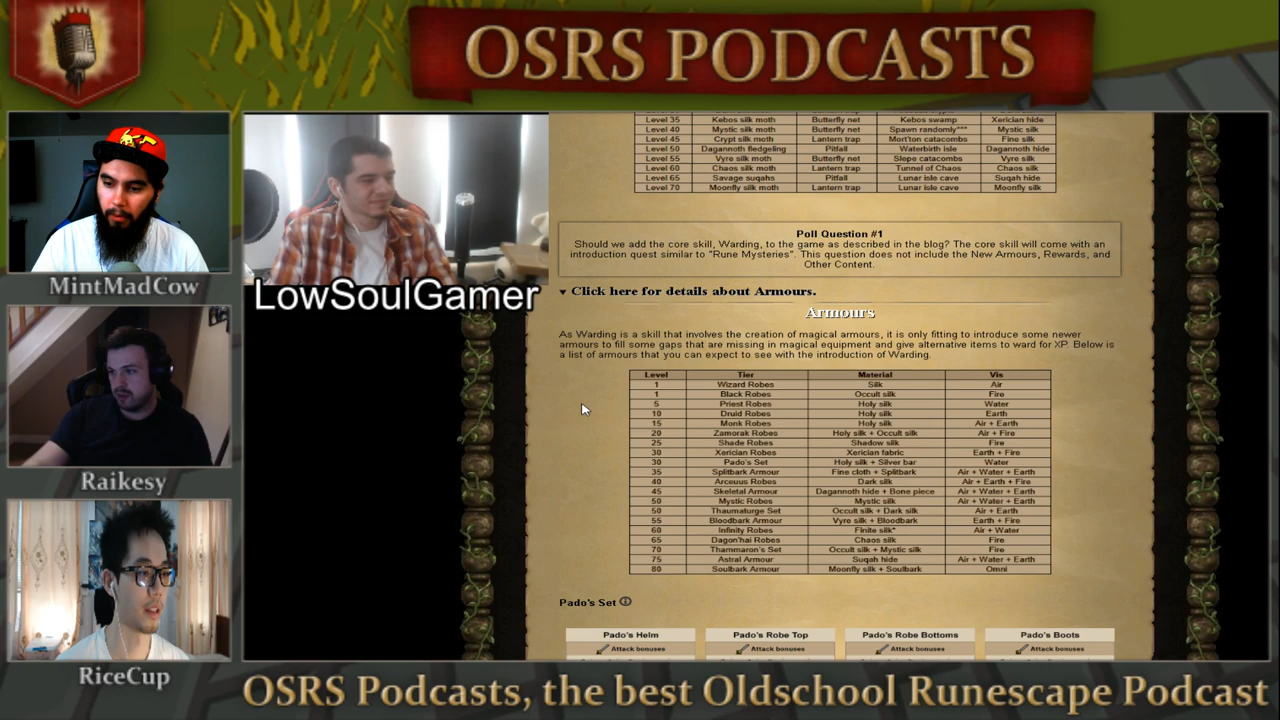 OSRS PODCASTS
MintMadCow
Raikesy
RiceCup
LowSoulGamer
Level 35 Kebos silk moth Butterfly net Kebos swamp Xerician hide
Level 40 Mystic silk moth Butterfly net Spawn randomly*** Mystic silk
Level 45 Crypt silk moth Lantern trap Mort'ton catacombs Fine silk
Level 50 Dagannoth fledgeling Pitfall Waterbirth isle Dagannoth hide
Level 55 Vyre silk moth Butterfly net Slepe catacombs Vyre silk
Level 60 Chaos silk moth Lantern trap Tunnel of Chaos Chaos silk
Level 65 Savage suqahs Pitfall Lunar isle cave Suqah hide
Level 70 Moonfly silk moth Lantern trap Lunar isle cave Moonfly silk
Poll Question #1
Should we add the core skill, Warding, to the game as described in the blog? The core skill will come with an
introduction quest similar to "Rune Mysteries". This question does not include the New Armours, Rewards, and
Other Content.
Click here for details about Armours.
Armours
As Warding is a skill that involves the creation of magical armours, it is only fitting to introduce some newer
armours to fill some gaps that are missing in magical equipment and give alternative items to ward for XP. Below is
a list of armours that you can expect to see with the introduction of Warding.
Level Tier Material Vis
1 Wizard Robes Silk Air
1 Black Robes Occult silk Fire
5 Priest Robes Holy silk Water
10 Druid Robes Holy silk Earth
15 Monk Robes Holy silk Air + Earth
20 Zamorak Robes Holy silk + Occult silk Air + Fire
25 Shade Robes Shadow silk Fire
30 Xerician Robes Xerician fabric Earth + Fire
30 Pado's Set Holy silk + Silver bar Water
35 Splitbark Armour Fine cloth + Splitbark Air + Water + Earth
40 Arceuus Robes Dark silk Air + Earth + Fire
45 Skeletal Armour Dagannoth hide + Bone piece Air + Water + Earth
50 Mystic Robes Mystic silk Air + Water + Earth
50 Thaumaturge Set Occult silk + Dark silk Air + Earth
55 Bloodbark Armour Vyre silk + Bloodbark Earth + Fire
60 Infinity Robes Finite silk* Air + Water + Earth
65 Dagon'hai Robes Chaos silk Fire
70 Thammaron's Set Occult silk + Mystic silk Fire
75 Astral Armour Suqah hide Air + Water + Earth
80 Soulbark Armour Moonfly silk + Soulbark Omni
Pado's Set
Pado's Helm Pado's Robe Top Pado's Robe Bottoms Pado's Boots
Attack bonuses Attack bonuses Attack bonuses Attack bonuses
OSRS Podcasts, the best Oldschool Runescape Podcast